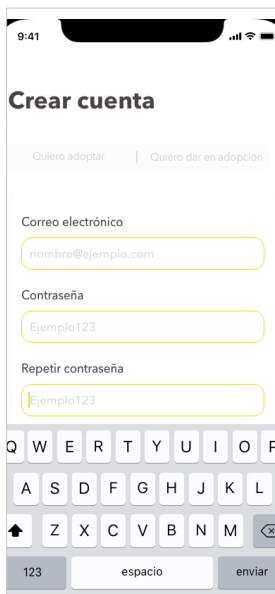 9:41
Crear cuenta
Quiero adoptar | Quiero dar en adopción
Correo electrónico
nombre@ejemplo.com
Contraseña
Ejemplo123
Repetir contraseña
Ejemplo123
Q W E R T Y U I O P
A S D F G H J K L
Z X C V B N M
123 espacio enviar